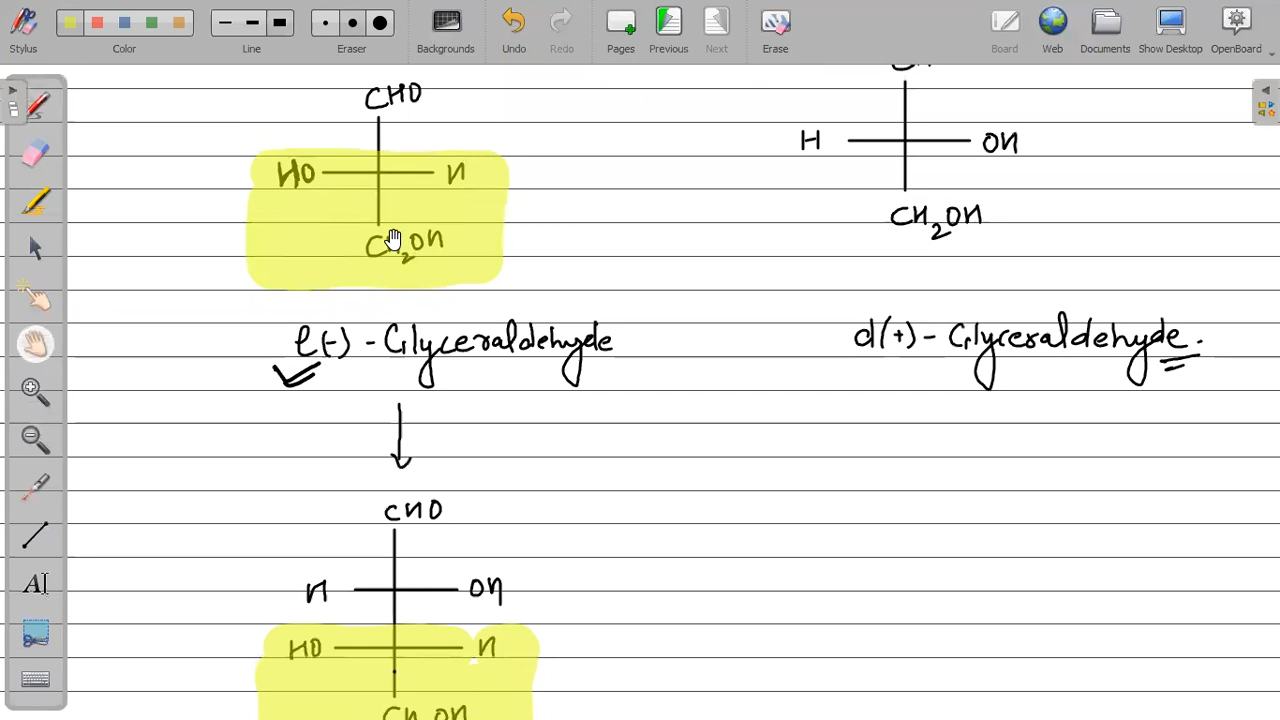 Stylus Color Line Eraser Backgrounds Undo Redo Pages Previous Next Erase Board Web Documents Show Desktop OpenBoard
CHO
H OH
HO H
CH2OH
CH2OH
l(-) - Glyceraldehyde d(+) - Glyceraldehyde.
CHO
H OH
HO H
CH2OH